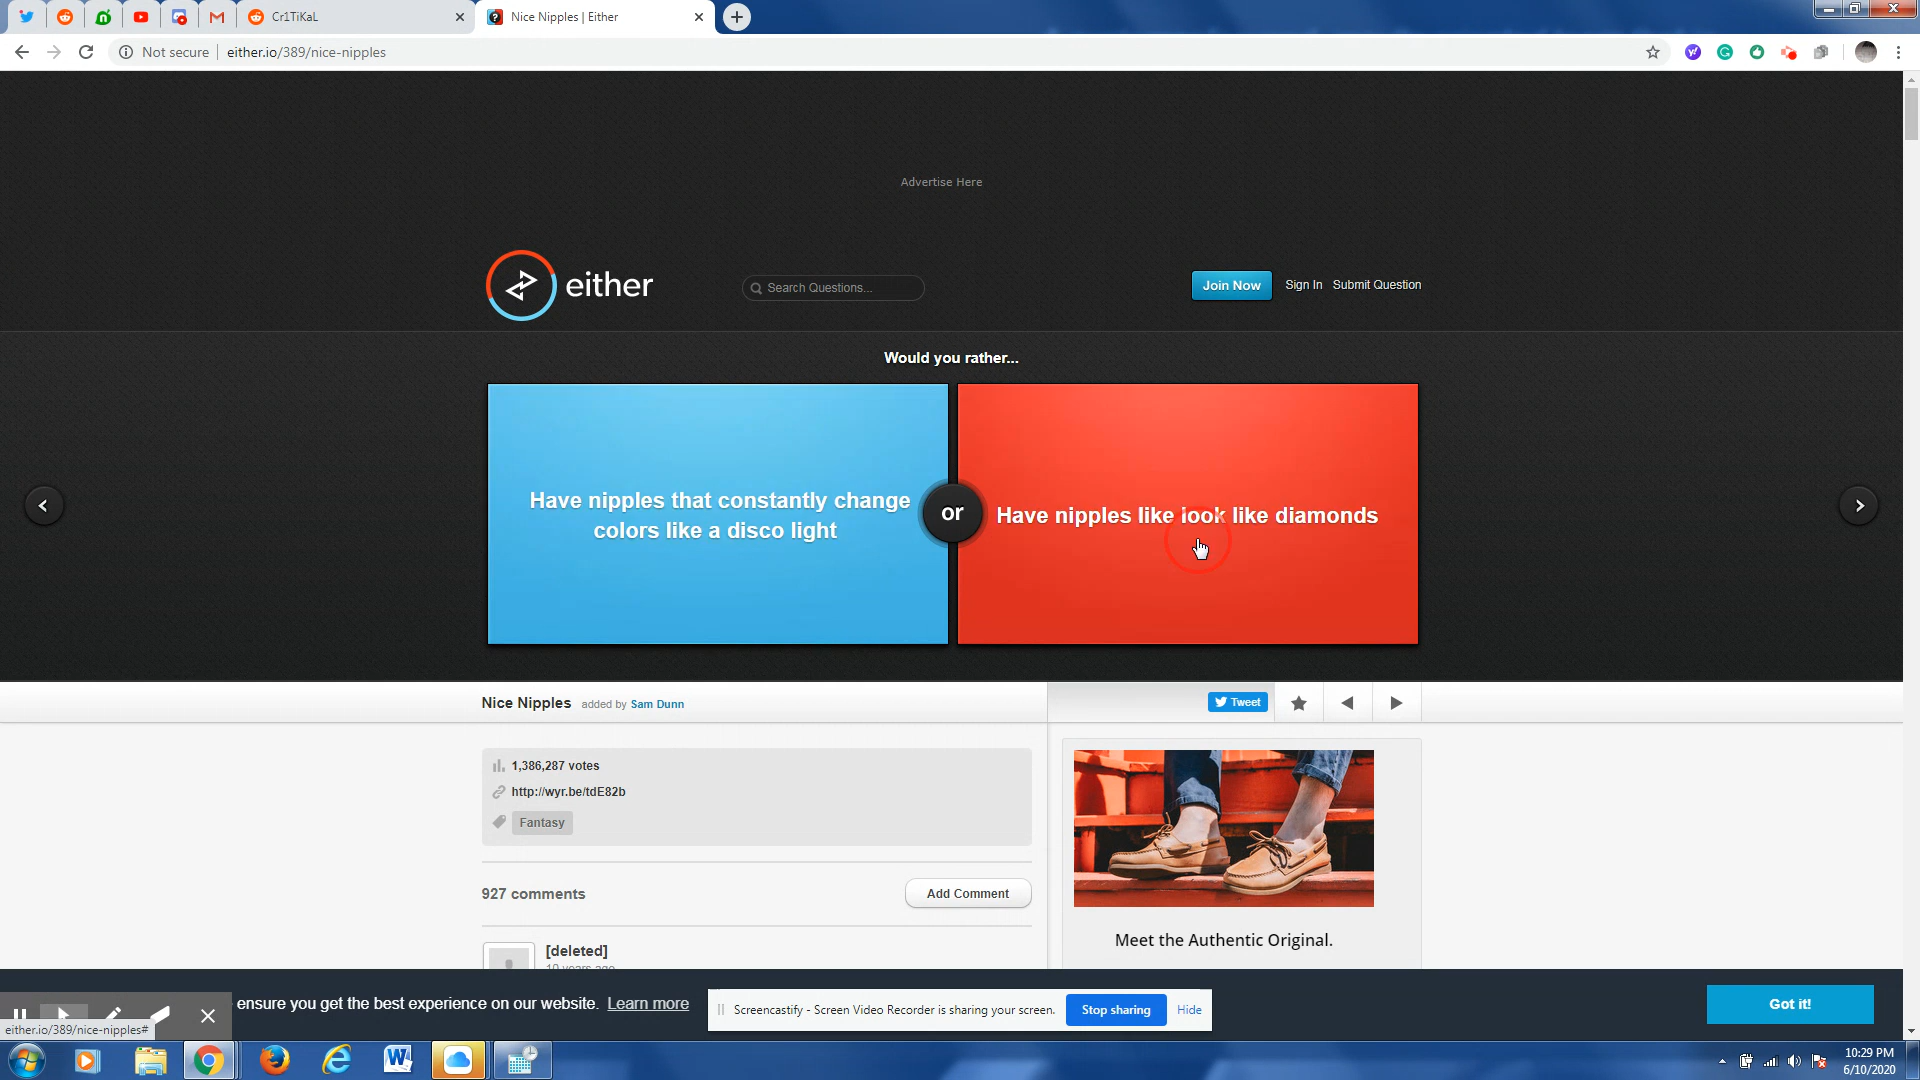 Cr1TiKaL
Nice Nipples | Either
Not secure
either.io/389/nice-nipples
Advertise Here
either
Search Questions...
Join Now
Sign In
Submit Question
Would you rather...
Have nipples that constantly change
colors like a disco light
or
Have nipples like look like diamonds
Nice Nipples added by Sam Dunn
Tweet
1,386,287 votes
http://wyr.be/tdE82b
Fantasy
927 comments
Add Comment
[deleted]
10 years ago
Meet the Authentic Original.
ensure you get the best experience on our website. Learn more
Screencastify - Screen Video Recorder is sharing your screen.
Stop sharing
Hide
Got it!
either.io/389/nice-nipples#
10:29 PM
6/10/2020